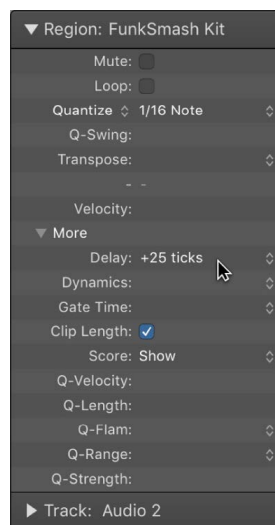 Region: FunkSmash Kit
Mute:
Loop:
Quantize 1/16 Note
Q-Swing:
Transpose:
- -
Velocity:
More
Delay: +25 ticks
Dynamics:
Gate Time:
Clip Length:
Score: Show
Q-Velocity:
Q-Length:
Q-Flam:
Q-Range:
Q-Strength:
Track: Audio 2